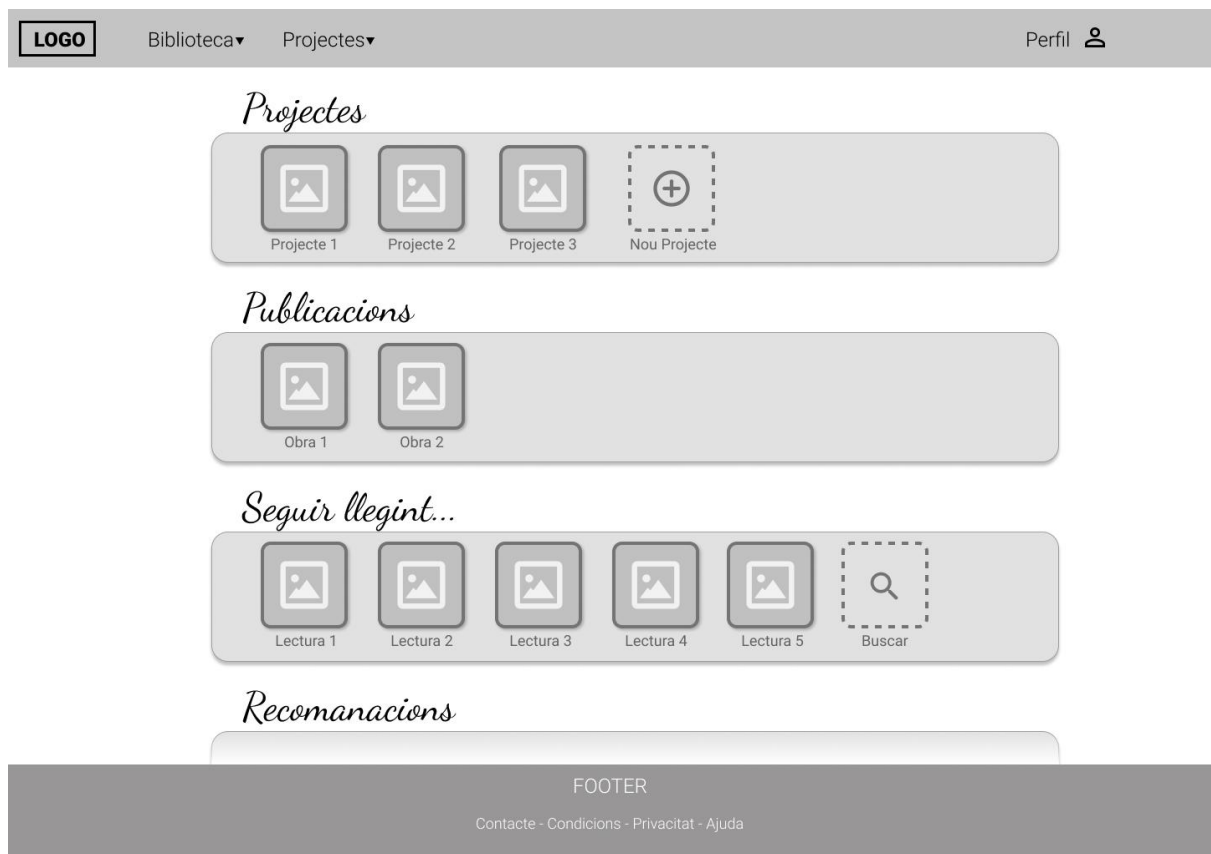 LOGO Biblioteca▾ Projectes▾ Perfil
Projectes
Projecte 1 Projecte 2 Projecte 3 Nou Projecte
Publicacions
Obra 1 Obra 2
Seguir llegint...
Lectura 1 Lectura 2 Lectura 3 Lectura 4 Lectura 5 Buscar
Recomanacions
FOOTER
Contacte - Condicions - Privacitat - Ajuda